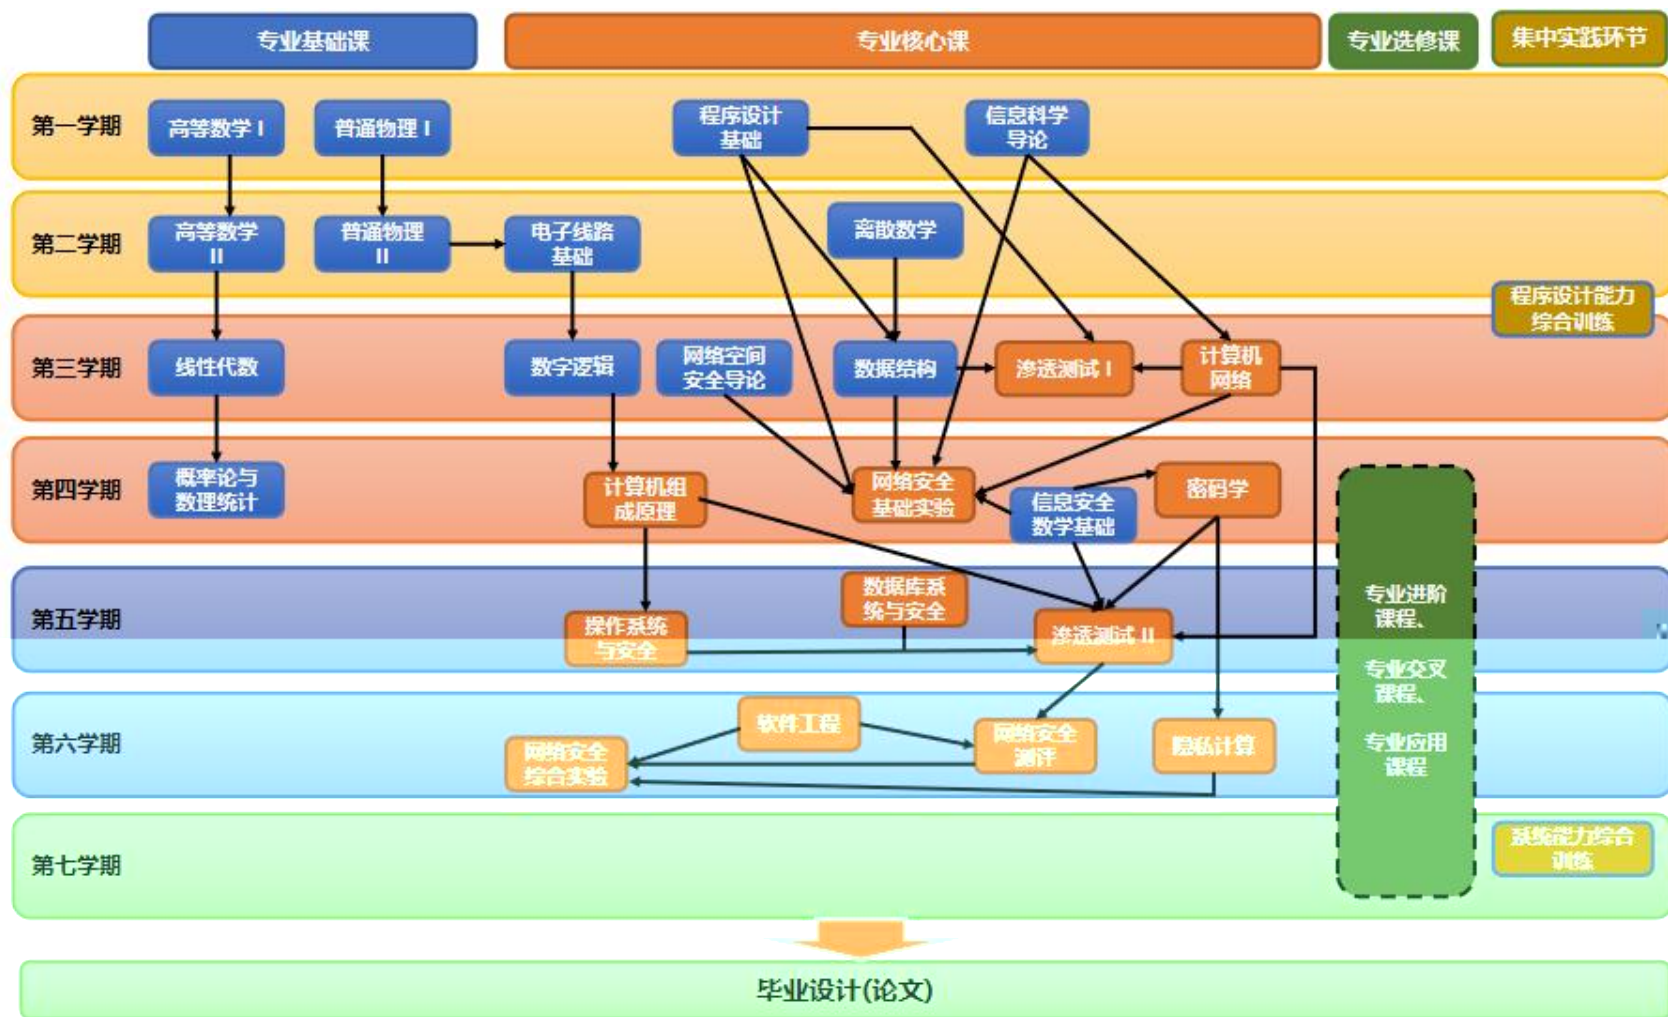 专业基础课
专业核心课
专业选修课
集中实践环节
第一学期
高等数学 I
普通物理 I
程序设计
基础
信息科学
导论
第二学期
高等数学
II
普通物理
II
电子线路
基础
离散数学
程序设计能力
综合训练
第三学期
线性代数
数字逻辑
网络空间
安全导论
数据结构
渗透测试 I
计算机
网络
第四学期
概率论与
数理统计
计算机组
成原理
网络安全
基础实验
信息安全
数学基础
密码学
第五学期
操作系统
与安全
数据库系
统与安全
渗透测试 II
专业进阶
课程、
专业交叉
课程、
专业应用
课程
第六学期
网络安全
综合实验
软件工程
网络安全
测评
隐私计算
第七学期
系统能力综合
训练
毕业设计(论文)